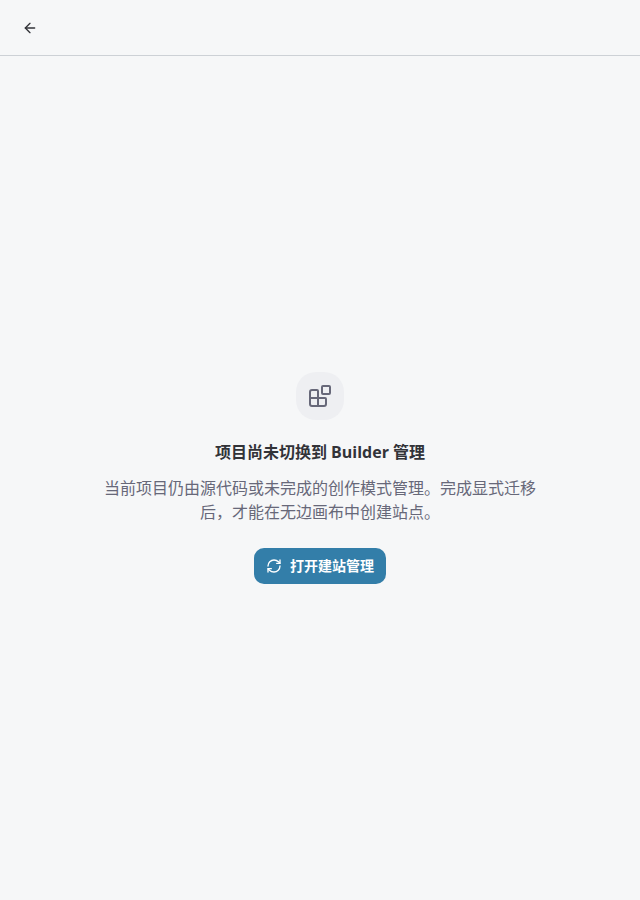 项目尚未切换到 Builder 管理
当前项目仍由源代码或未完成的创作模式管理。完成显式迁移
后，才能在无边画布中创建站点。
打开建站管理